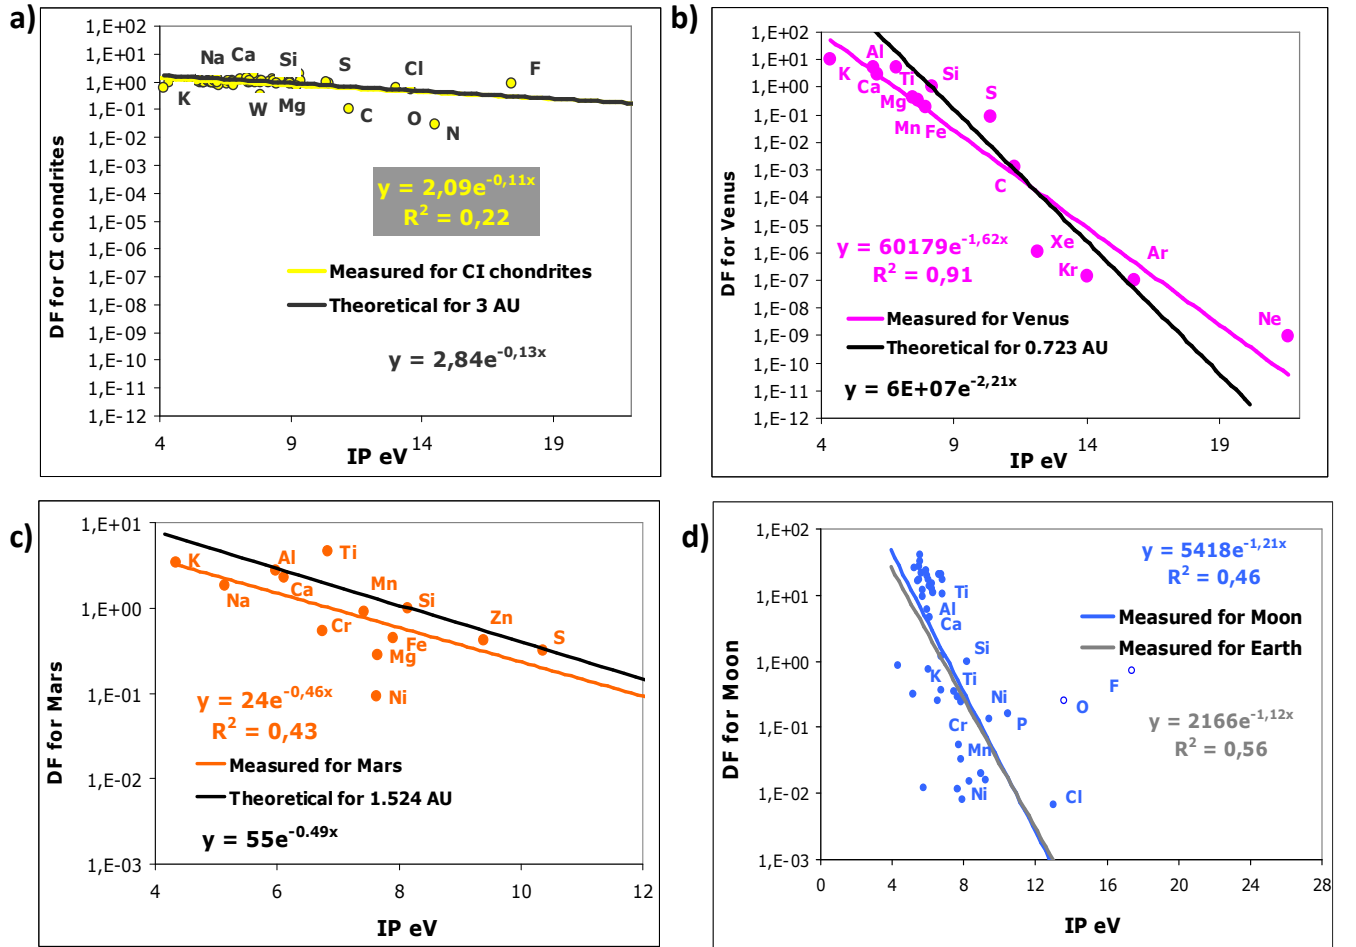 a)
DF for CI chondrites
1,E+02
1,E+01
1,E+00
1,E-01
1,E-02
1,E-03
1,E-04
1,E-05
1,E-06
1,E-07
1,E-08
1,E-09
1,E-10
1,E-11
1,E-12
Na Ca Si S Cl F
K W Mg C O N
y = 2,09e^-0,11x
R² = 0,22
Measured for CI chondrites
Theoretical for 3 AU
y = 2,84e^-0,13x
4 9 14 19
IP eV
b)
DF for Venus
1,E+02
1,E+01
1,E+00
1,E-01
1,E-02
1,E-03
1,E-04
1,E-05
1,E-06
1,E-07
1,E-08
1,E-09
1,E-10
1,E-11
1,E-12
Al
K Ti Si
Ca
Mg S
Mn Fe
C
Xe Ar
Kr
Ne
y = 60179e^-1,62x
R² = 0,91
Measured for Venus
Theoretical for 0.723 AU
y = 6E+07e^-2,21x
4 9 14 19
IP eV
c)
DF for Mars
1,E+01
1,E+00
1,E-01
1,E-02
1,E-03
K Al Ti
Na Ca Mn Si Zn S
Cr Fe
Mg
Ni
y = 24e^-0,46x
R² = 0,43
Measured for Mars
Theoretical for 1.524 AU
y = 55e^-0.49x
4 6 8 10 12
IP eV
d)
DF for Moon
1,E+02
1,E+01
1,E+00
1,E-01
1,E-02
1,E-03
y = 5418e^-1,21x
R² = 0,46
Ti
Al
Ca
Measured for Moon
Measured for Earth
Si
K Ti Ni F
O
P
Cr
Mn
Ni Cl
y = 2166e^-1,12x
R² = 0,56
0 4 8 12 16 20 24 28
IP eV